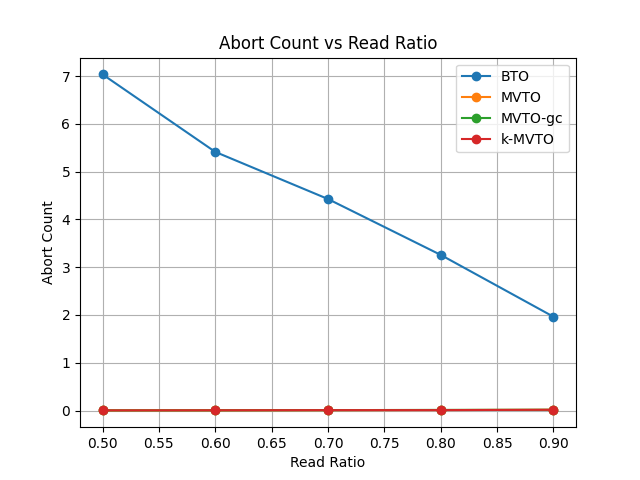 Abort Count vs Read Ratio
BTO
MVTO
MVTO-gc
k-MVTO
Abort Count
7
6
5
4
3
2
1
0
0.50 0.55 0.60 0.65 0.70 0.75 0.80 0.85 0.90
Read Ratio